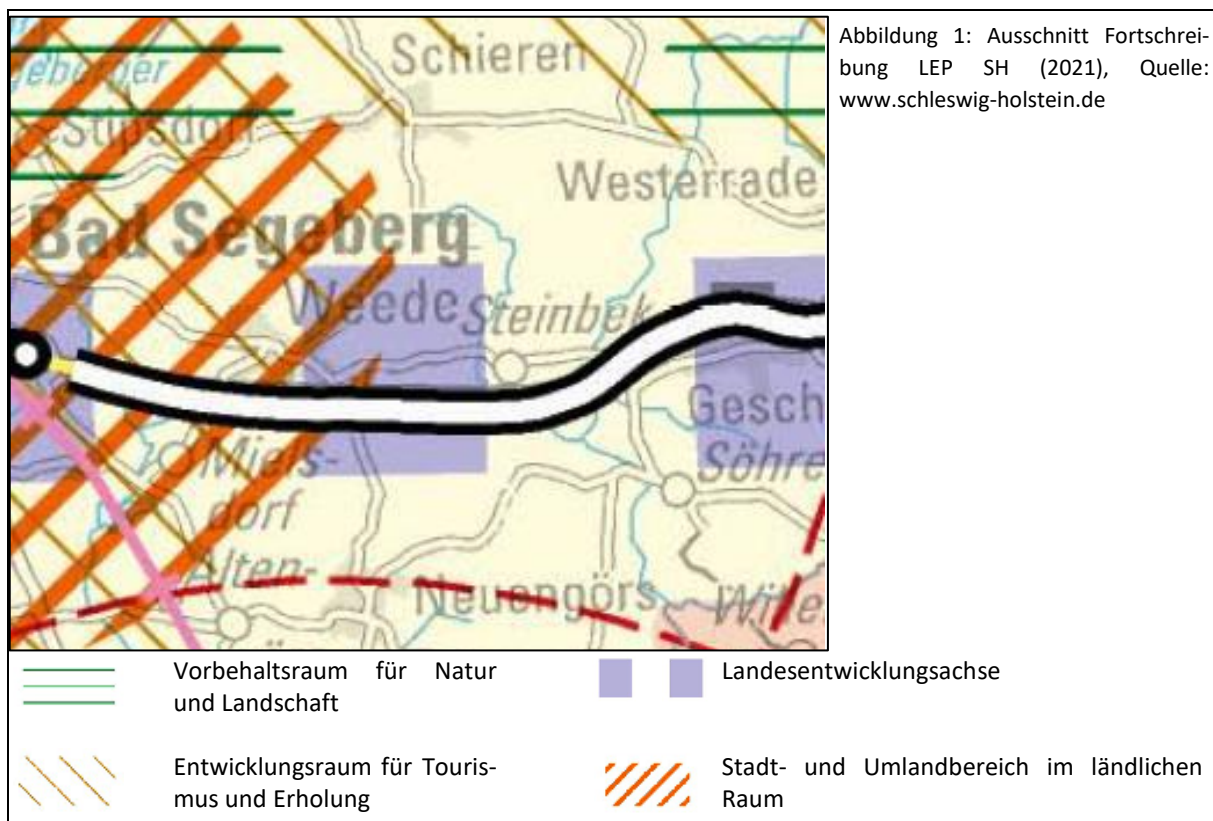 Abbildung 1: Ausschnitt Fortschrei-
bung LEP SH (2021), Quelle:
www.schleswig-holstein.de
Schieren
Stipsdorf
Westerrade
Bad Segeberg
Weede
Steinbek
Gesch
Söhre
Miels-
dorf
Alten-
Neuengörs
Vorbehaltsraum für Natur
und Landschaft
Landesentwicklungsachse
Entwicklungsraum für Touris-
mus und Erholung
Stadt- und Umlandbereich im ländlichen
Raum